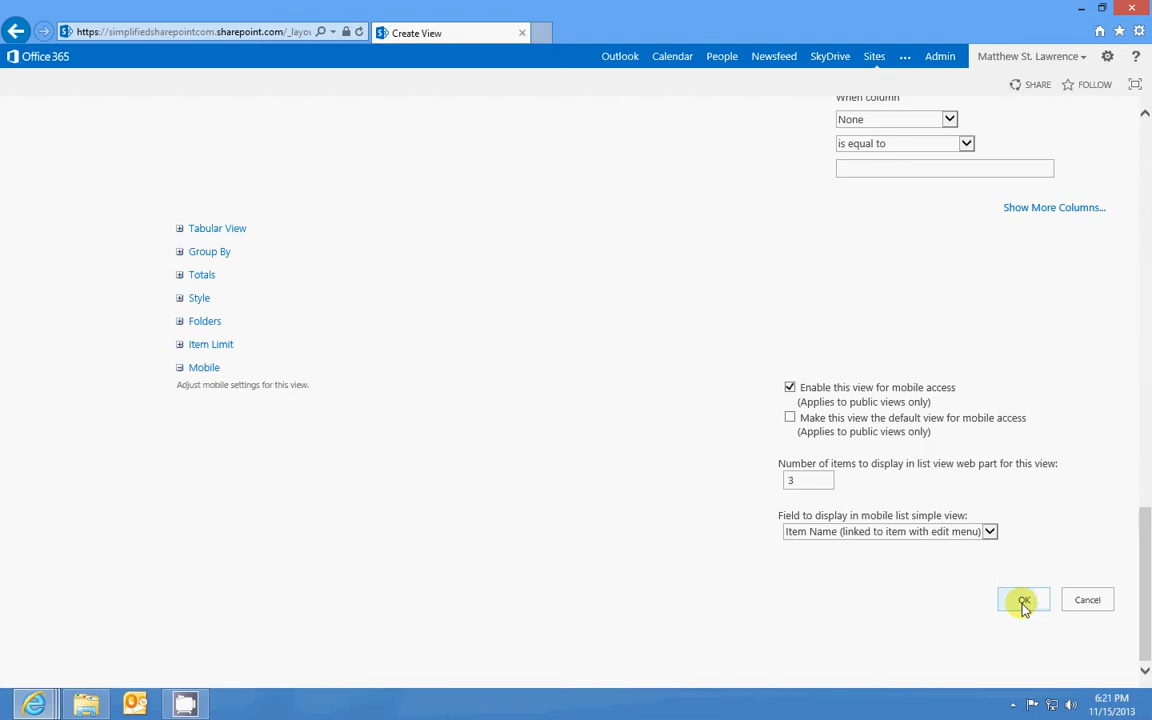 https://simplifiedsharepointcom.sharepoint.com/_layou
Create View
Office 365
Outlook Calendar People Newsfeed SkyDrive Sites ... Admin Matthew St. Lawrence ?
SHARE FOLLOW
When column
None
is equal to
Show More Columns...
Tabular View
Group By
Totals
Style
Folders
Item Limit
Mobile
Adjust mobile settings for this view.
Enable this view for mobile access
(Applies to public views only)
Make this view the default view for mobile access
(Applies to public views only)
Number of items to display in list view web part for this view:
3
Field to display in mobile list simple view:
Item Name (linked to item with edit menu)
OK Cancel
6:21 PM
11/15/2013